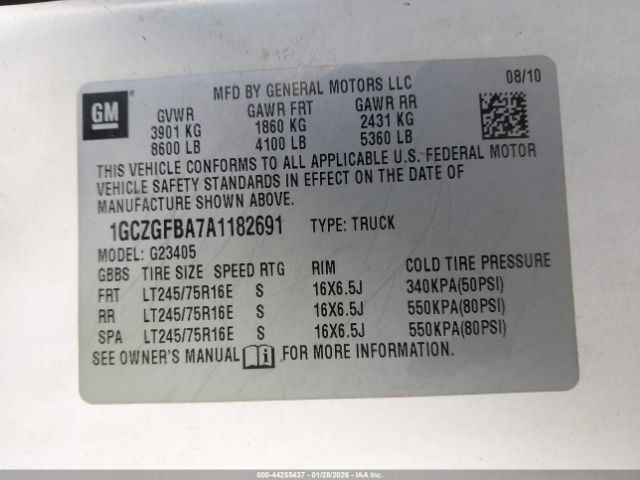 MFD BY GENERAL MOTORS LLC 08/10
GM
®
GVWR GAWR FRT GAWR RR
3901 KG 1860 KG 2431 KG
8600 LB 4100 LB 5360 LB
THIS VEHICLE CONFORMS TO ALL APPLICABLE U.S. FEDERAL MOTOR
VEHICLE SAFETY STANDARDS IN EFFECT ON THE DATE OF
MANUFACTURE SHOWN ABOVE.
1GCZGFBA7A1182691 TYPE: TRUCK
MODEL: G23405
GBBS TIRE SIZE SPEED RTG RIM COLD TIRE PRESSURE
FRT LT245/75R16E S 16X6.5J 340KPA(50PSI)
RR LT245/75R16E S 16X6.5J 550KPA(80PSI)
SPA LT245/75R16E S 16X6.5J 550KPA(80PSI)
SEE OWNER'S MANUAL i .FOR MORE INFORMATION.
000-44255437 - 01/28/2026 - IAAI.CA